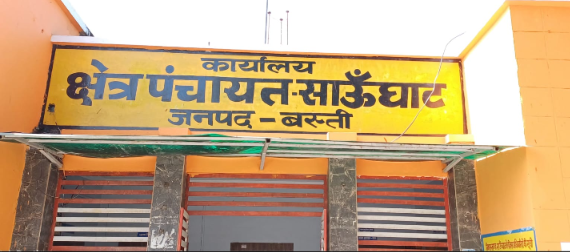 कार्यालय
क्षेत्र पंचायत-साऊँघाट
जनपद - बस्ती